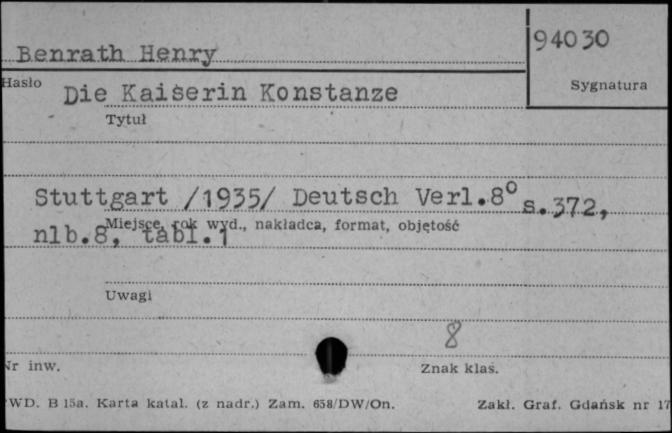 Benrath Henry
94030
Hasło
Sygnatura
Die Kaiserin Konstanze
Tytuł
Stuttgart /1935/ Deutsch Verl.8° s.372,
Miejsce, rok wyd., nakładca, format, objętość
nlb.8, tabl.1
Uwagi
8
Nr inw.
Znak klas.
WD. B 15a. Karta katal. (z nadr.) Zam. 658/DW/On.
Zakł. Graf. Gdańsk nr 17